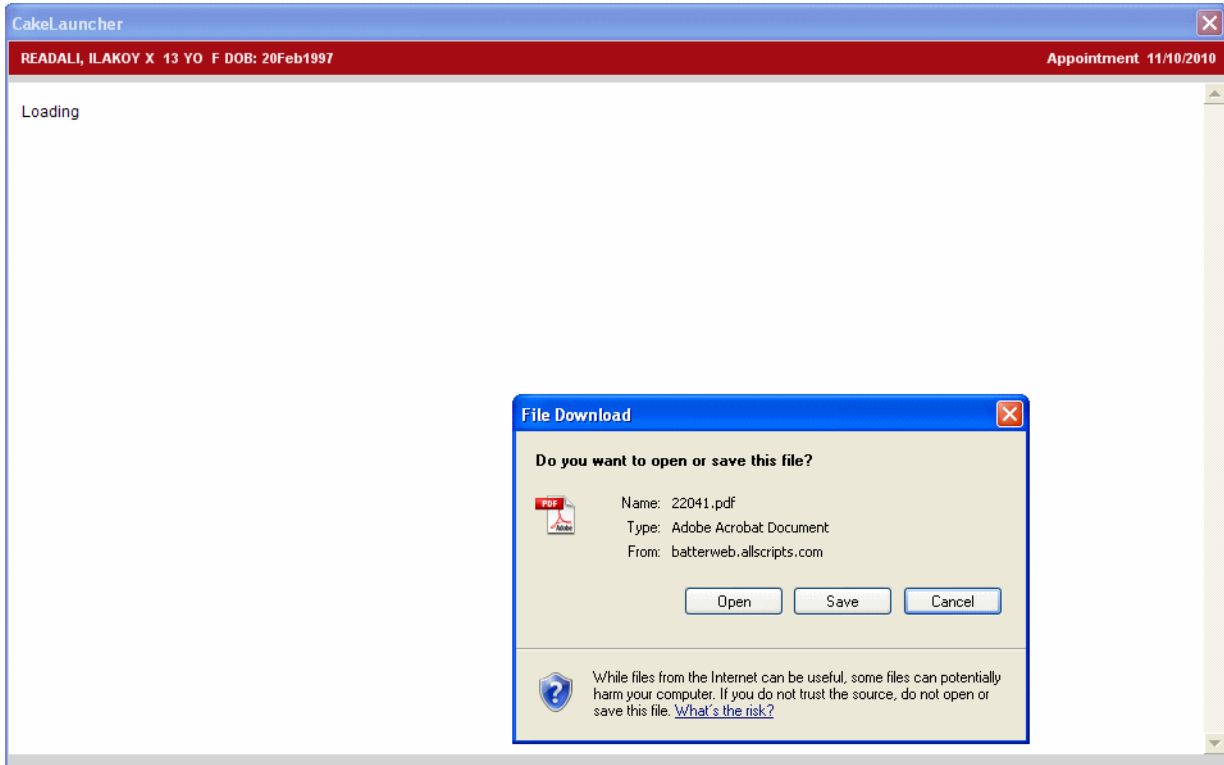 CakeLauncher
READALI, ILAKOY X 13 YO F DOB: 20Feb1997 Appointment 11/10/2010
Loading
File Download
Do you want to open or save this file?
PDF
Adobe
Name: 22041.pdf
Type: Adobe Acrobat Document
From: batterweb.allscripts.com
Open Save Cancel
While files from the Internet can be useful, some files can potentially
harm your computer. If you do not trust the source, do not open or
save this file. What's the risk?